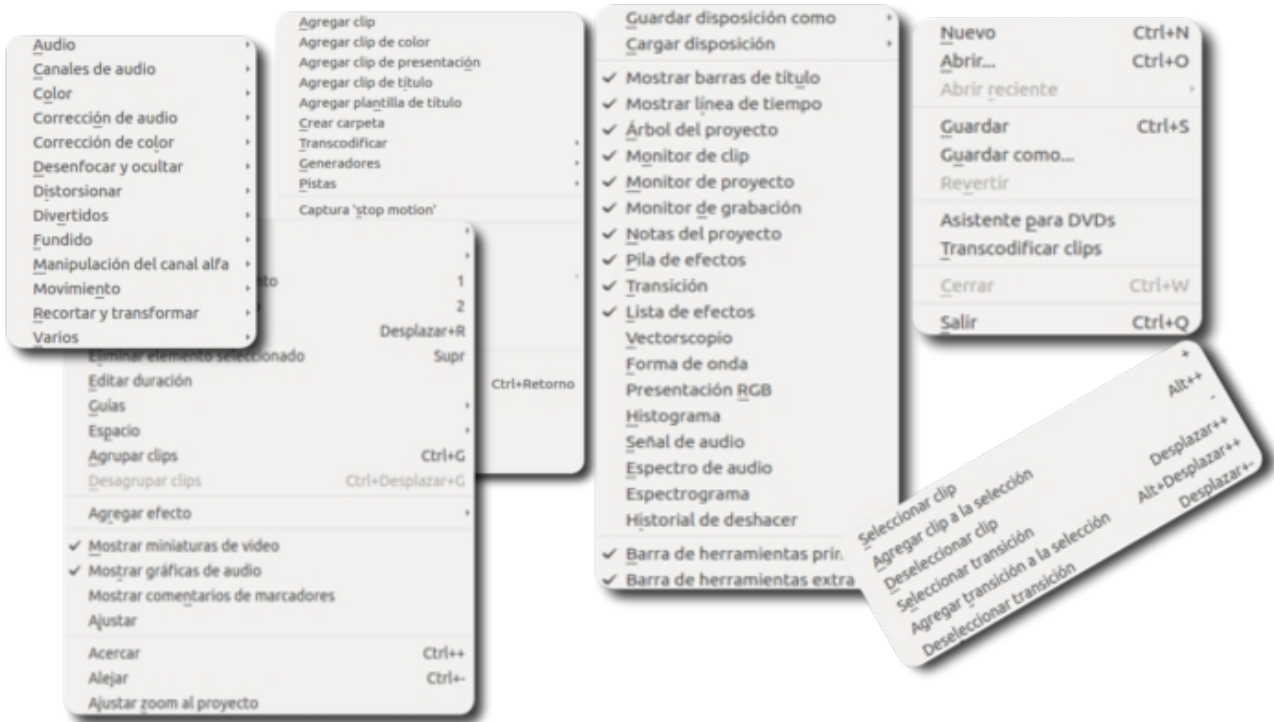 Audio
Canales de audio
Color
Corrección de audio
Corrección de color
Desenfocar y ocultar
Distorsionar
Divertidos
Fundido
Manipulación del canal alfa
Movimiento
Recortar y transformar
Varios
Agregar clip
Agregar clip de color
Agregar clip de presentación
Agregar clip de título
Agregar plantilla de título
Crear carpeta
Transcodificar
Generadores
Pistas
Captura 'stop motion'
Ctrl+Retorno
nto 1
2
Desplazar+R
Eliminar elemento seleccionado Supr
Editar duración
Guías
Espacio
Agrupar clips Ctrl+G
Desagrupar clips Ctrl+Desplazar+G
Agregar efecto
Mostrar miniaturas de video
Mostrar gráficas de audio
Mostrar comentarios de marcadores
Ajustar
Acercar Ctrl++
Alejar Ctrl+-
Ajustar zoom al proyecto
Guardar disposición como
Cargar disposición
Mostrar barras de título
Mostrar línea de tiempo
Árbol del proyecto
Monitor de clip
Monitor de proyecto
Monitor de grabación
Notas del proyecto
Pila de efectos
Transición
Lista de efectos
Vectorscopio
Forma de onda
Presentación RGB
Histograma
Señal de audio
Espectro de audio
Espectrograma
Historial de deshacer
Barra de herramientas prin
Barra de herramientas extra
Nuevo Ctrl+N
Abrir... Ctrl+O
Abrir reciente
Guardar Ctrl+S
Guardar como...
Revertir
Asistente para DVDs
Transcodificar clips
Cerrar Ctrl+W
Salir Ctrl+Q
Seleccionar clip +
Agregar clip a la selección Alt++
Deseleccionar clip -
Seleccionar transición Desplazar++
Agregar transición a la selección Alt+Desplazar++
Deseleccionar transición Desplazar+-